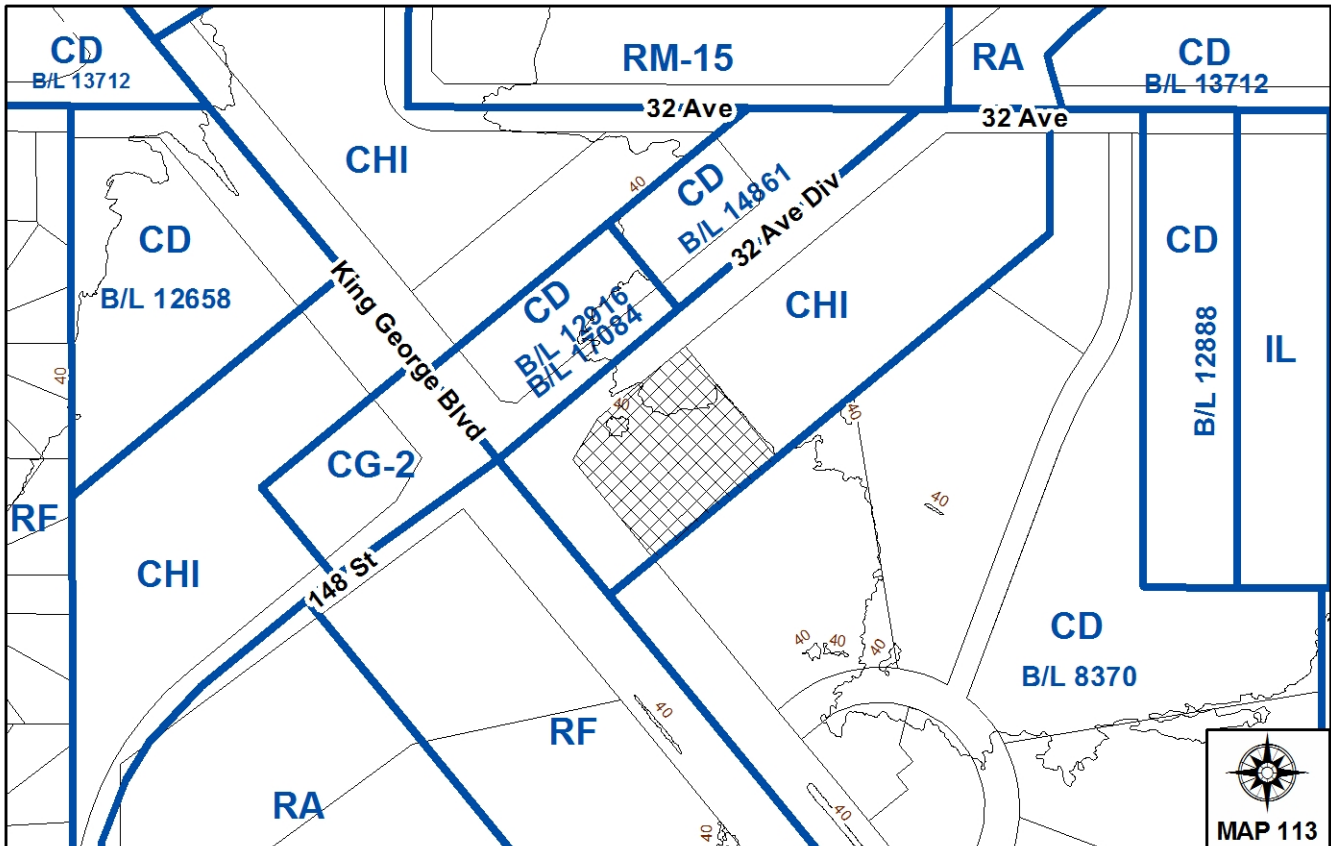 CD
B/L 13712
RM-15
RA
CD
B/L 13712
32 Ave
32 Ave
CHI
CD
B/L 14861
40
32 Ave Div
CD
B/L 12658
CD
B/L 12888
IL
King George Blvd
CD
B/L 12916
B/L 17084
CHI
40
40
40
CG-2
40
RF
CHI
148 St
CD
B/L 8370
40
40
40
40
RF
RA
40
40
MAP 113